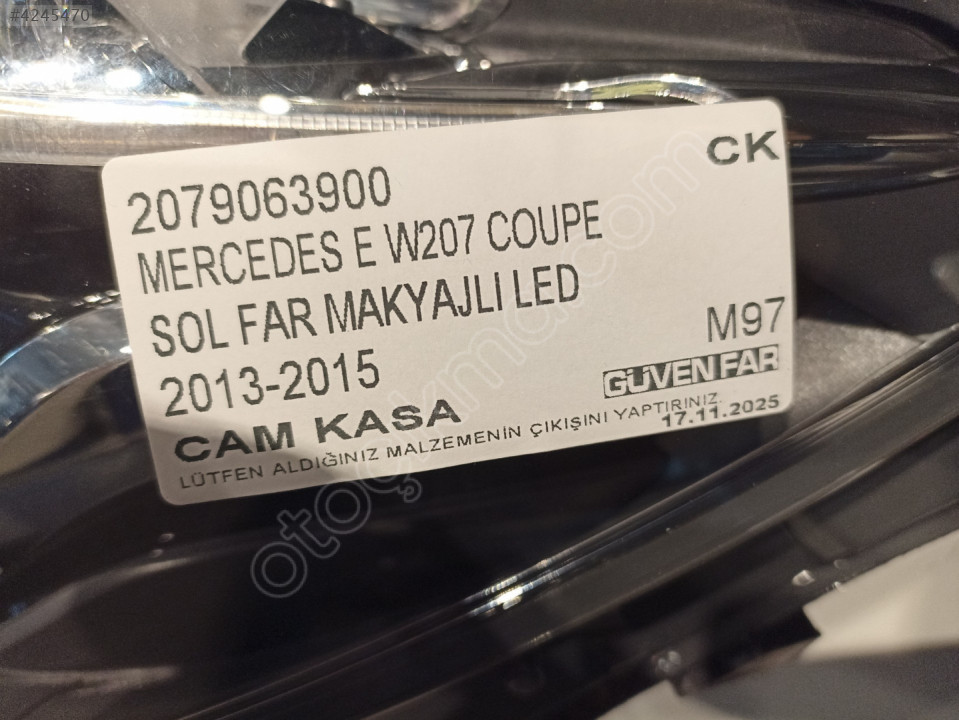 #4245470
CK
2079063900
MERCEDES E W207 COUPE
SOL FAR MAKYAJLI LED
2013-2015
M97
GÜVEN FAR
CAM KASA
LÜTFEN ALDIĞINIZ MALZEMENİN ÇIKIŞINI YAPTIRINIZ.
17.11.2025
otoçıkma.com